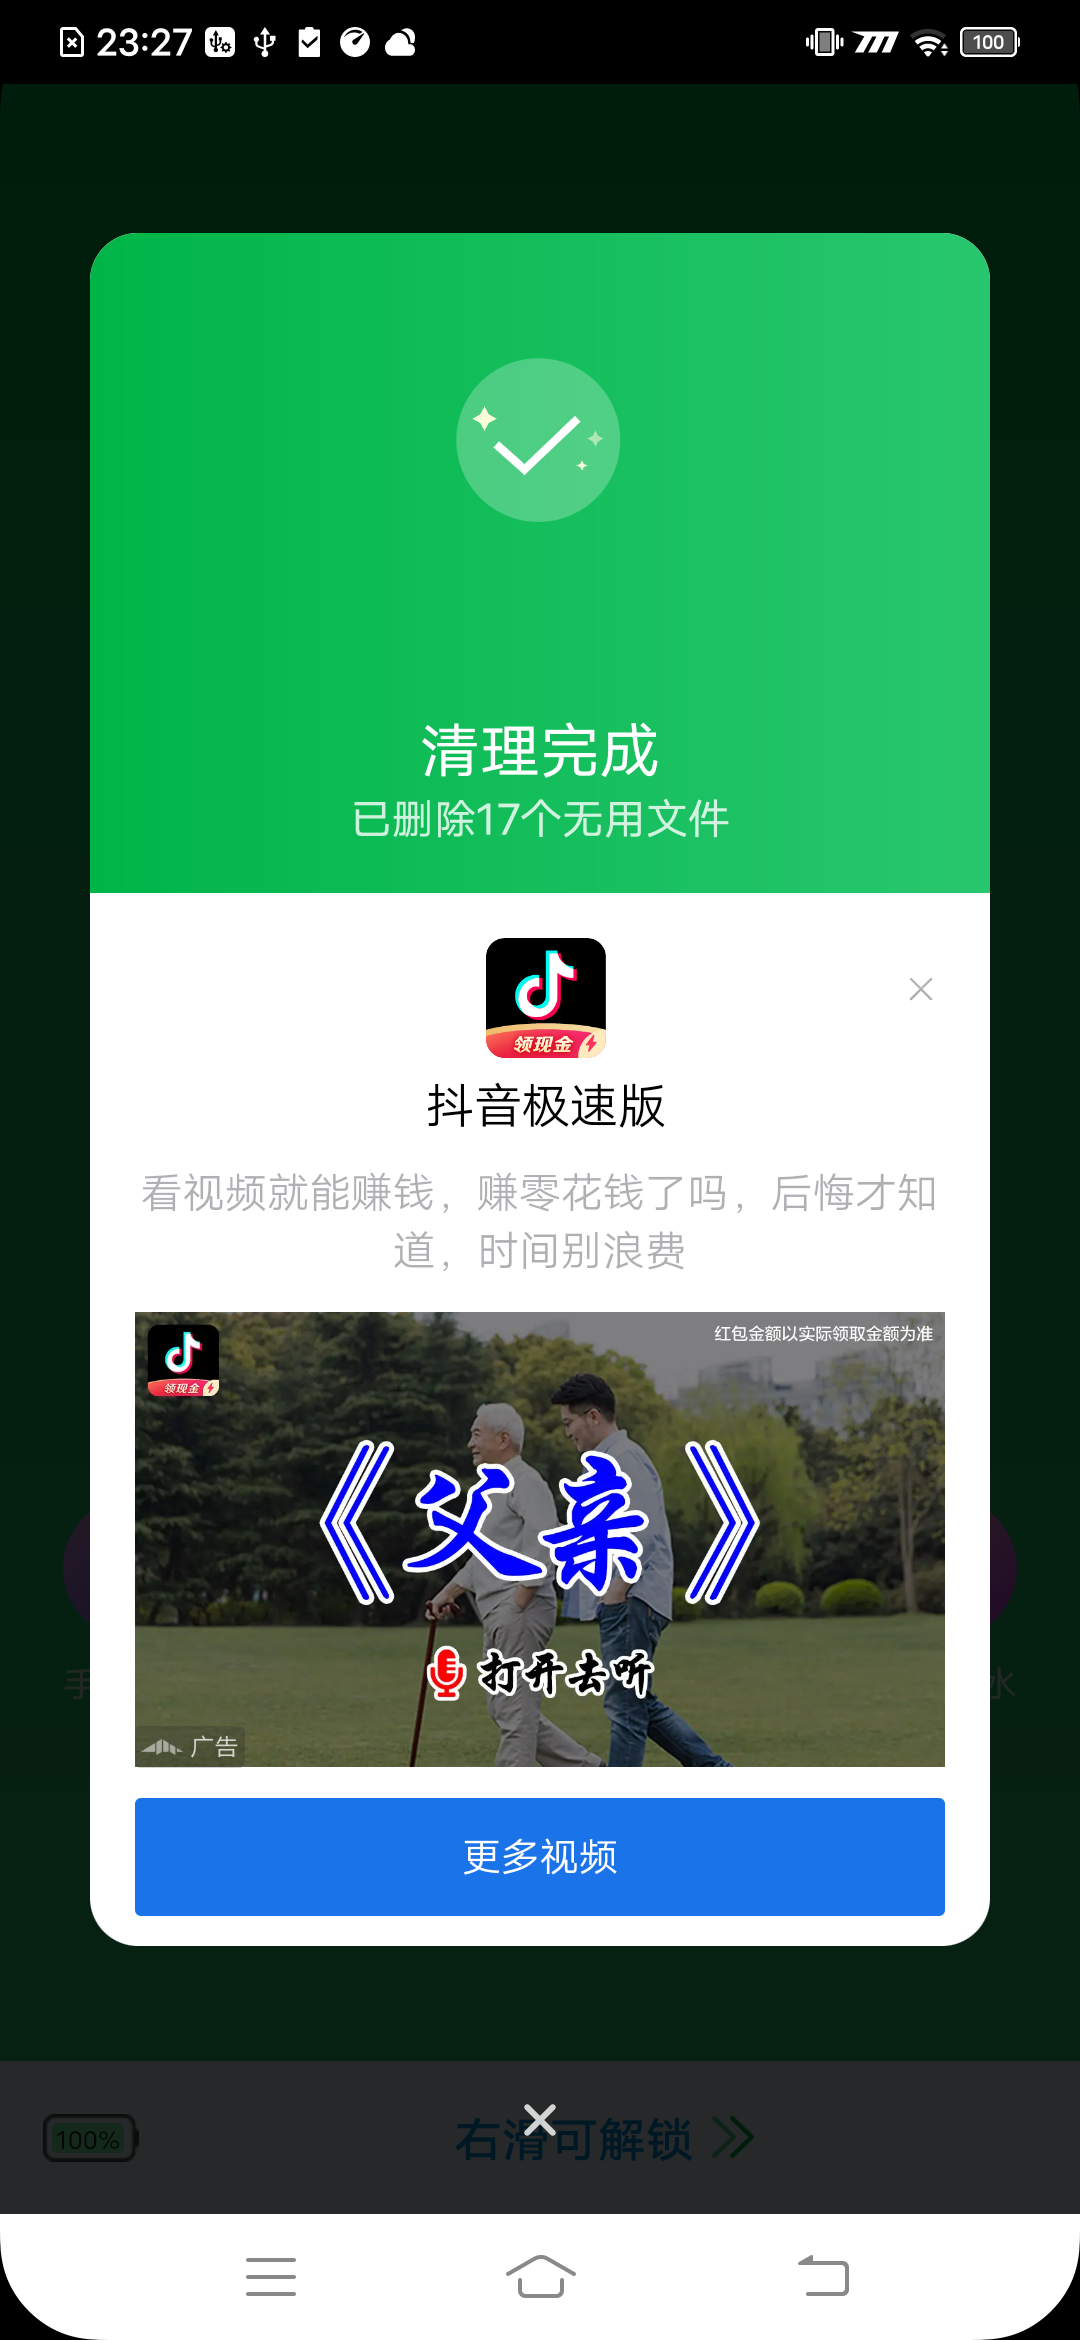 23:27
100
清理完成
已删除17个无用文件
领现金
抖音极速版
看视频就能赚钱，赚零花钱了吗，后悔才知
道，时间别浪费
领现金
红包金额以实际领取金额为准
《父亲》
打开去听
广告
更多视频
手
水
100%
右滑可解锁